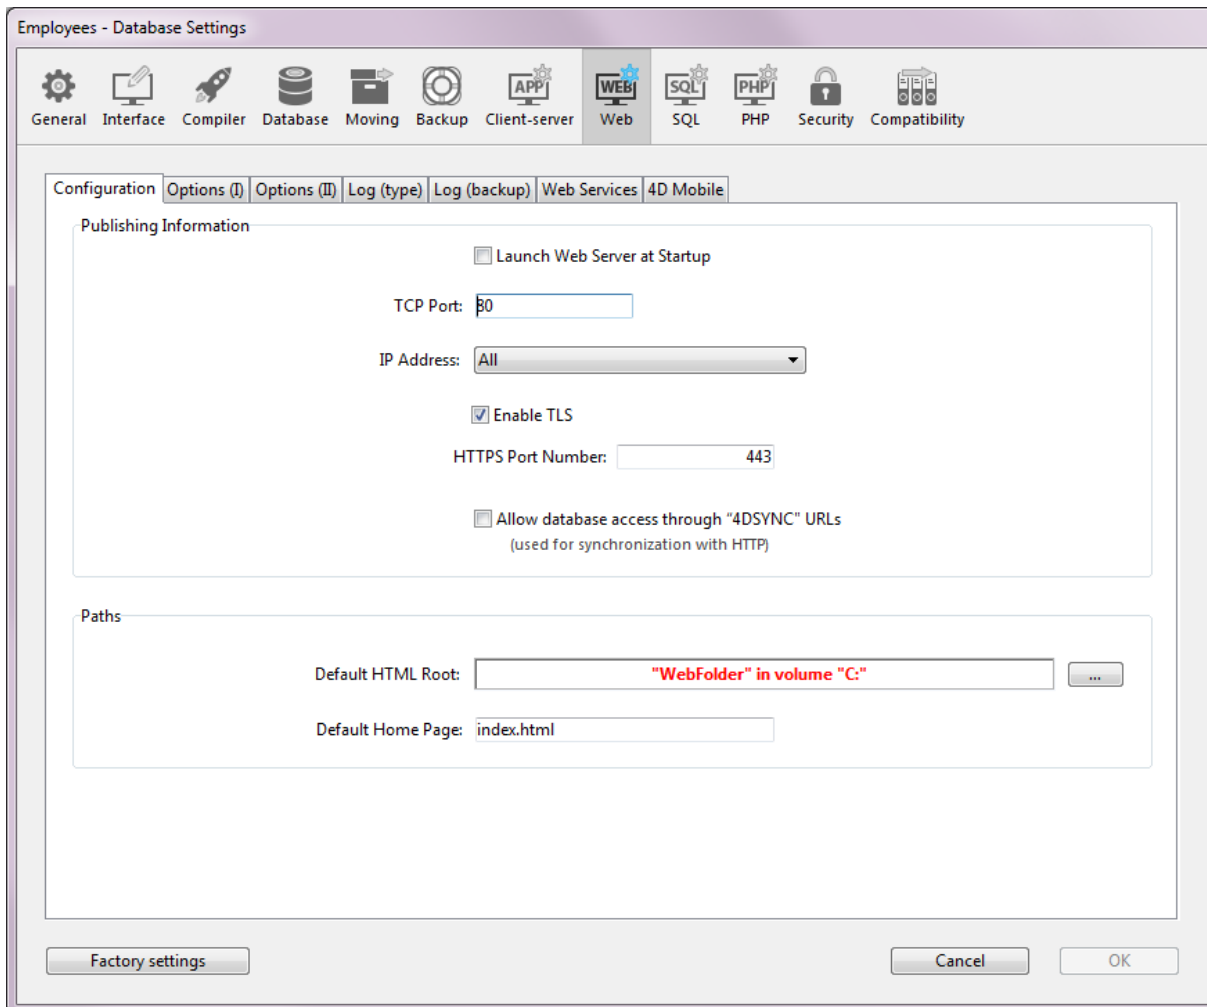 Employees - Database Settings
APP WEB SQL PHP
General Interface Compiler Database Moving Backup Client-server Web SQL PHP Security Compatibility
Configuration Options (I) Options (II) Log (type) Log (backup) Web Services 4D Mobile
Publishing Information
Launch Web Server at Startup
TCP Port: 80
IP Address: All
Enable TLS
HTTPS Port Number: 443
Allow database access through “4DSYNC” URLs
(used for synchronization with HTTP)
Paths
Default HTML Root: "WebFolder" in volume "C:" ...
Default Home Page: index.html
Factory settings Cancel OK